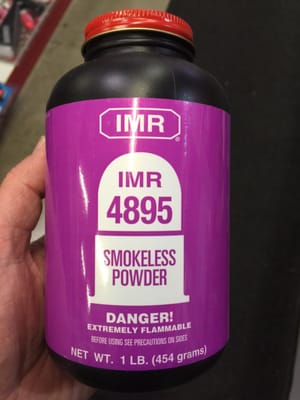 IMR
IMR
4895
SMOKELESS
POWDER
DANGER!
EXTREMELY FLAMMABLE
BEFORE USING SEE PRECAUTIONS ON SIDES
NET WT. 1 LB. (454 grams)